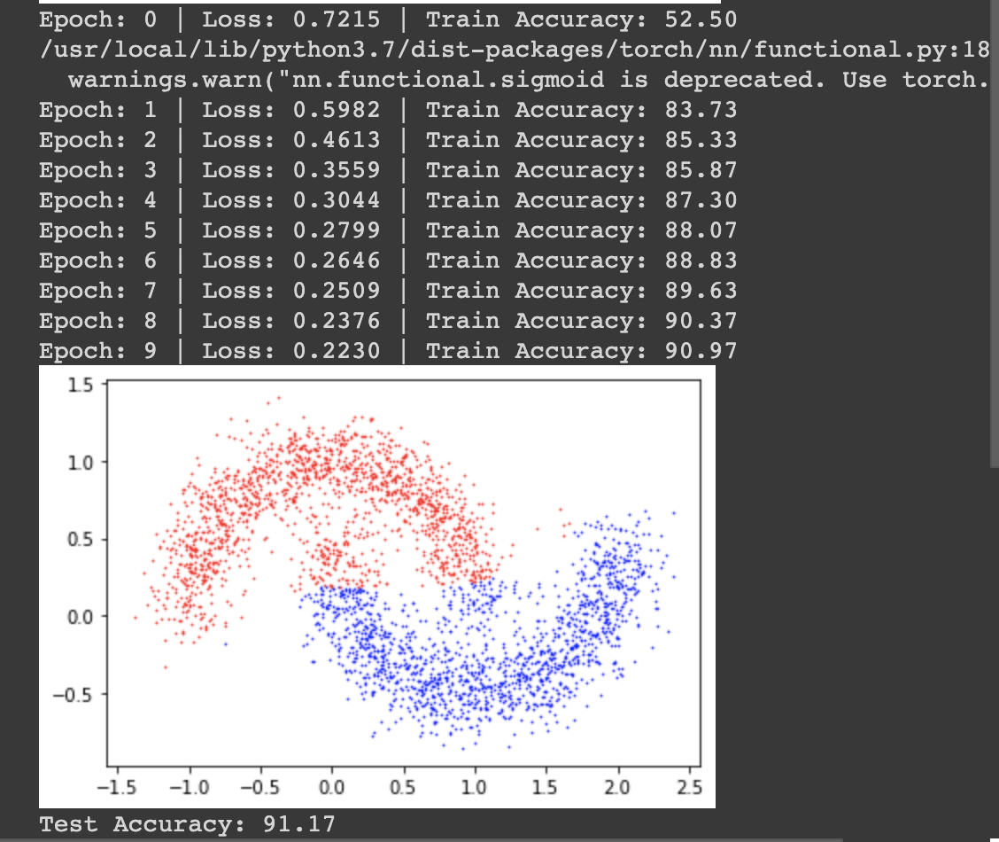 Epoch: 0 | Loss: 0.7215 | Train Accuracy: 52.50
/usr/local/lib/python3.7/dist-packages/torch/nn/functional.py:18
warnings.warn("nn.functional.sigmoid is deprecated. Use torch.
Epoch: 1 | Loss: 0.5982 | Train Accuracy: 83.73
Epoch: 2 | Loss: 0.4613 | Train Accuracy: 85.33
Epoch: 3 | Loss: 0.3559 | Train Accuracy: 85.87
Epoch: 4 | Loss: 0.3044 | Train Accuracy: 87.30
Epoch: 5 | Loss: 0.2799 | Train Accuracy: 88.07
Epoch: 6 | Loss: 0.2646 | Train Accuracy: 88.83
Epoch: 7 | Loss: 0.2509 | Train Accuracy: 89.63
Epoch: 8 | Loss: 0.2376 | Train Accuracy: 90.37
Epoch: 9 | Loss: 0.2230 | Train Accuracy: 90.97
1.5
1.0
0.5
0.0
−0.5
−1.5 −1.0 −0.5 0.0 0.5 1.0 1.5 2.0 2.5
Test Accuracy: 91.17